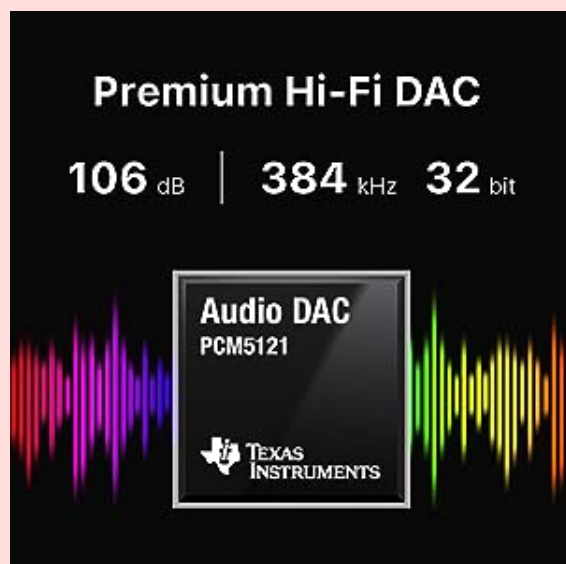 Premium Hi-Fi DAC
106 dB | 384 kHz 32 bit
Audio DAC
PCM5121
TEXAS
INSTRUMENTS